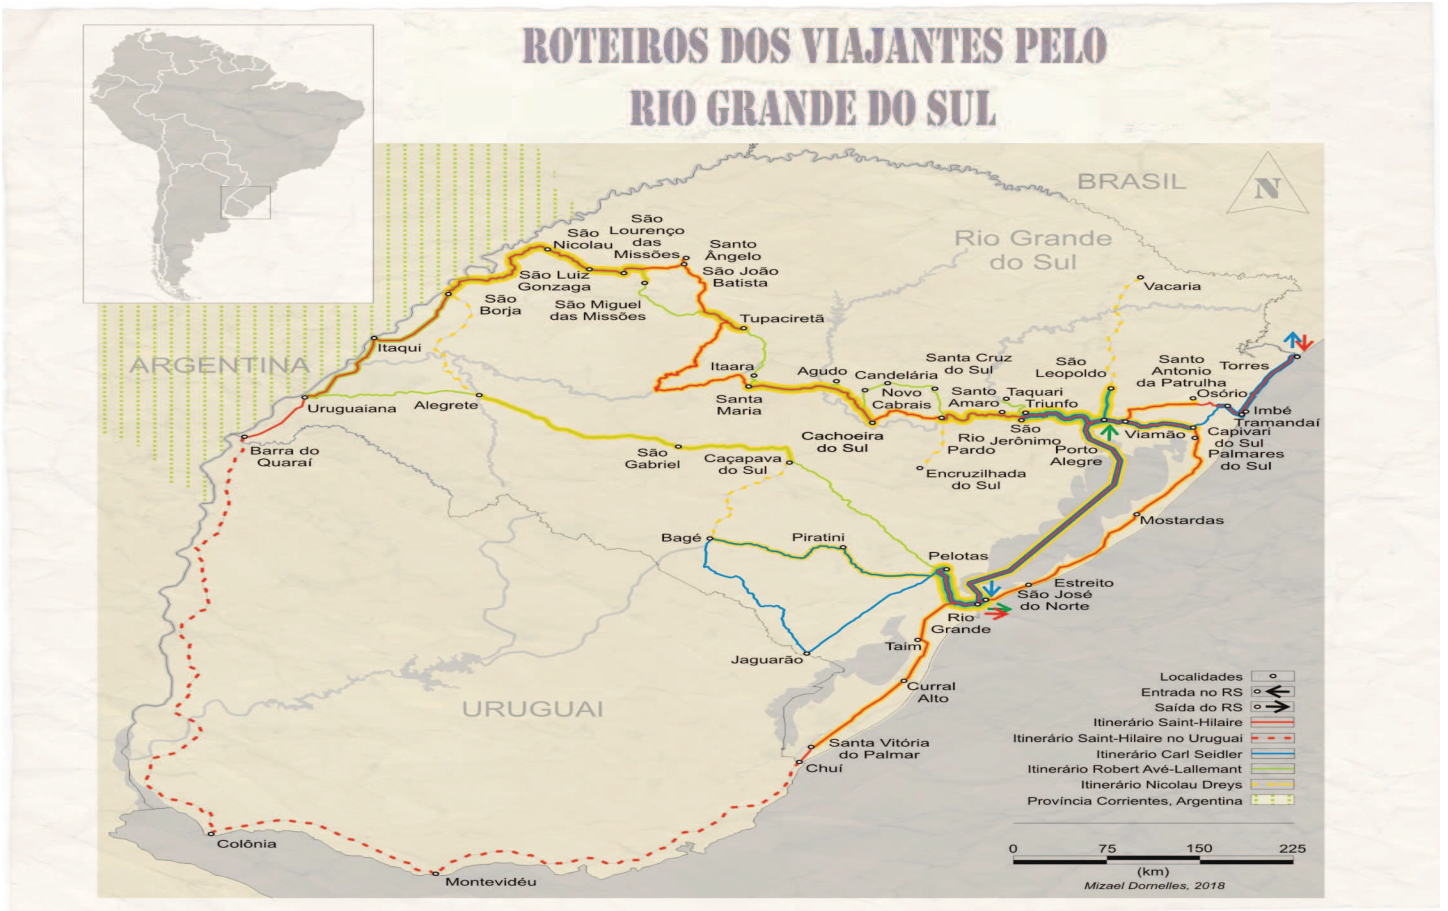 ROTEIROS DOS VIAJANTES PELO
RIO GRANDE DO SUL
BRASIL
N
Rio Grande
do Sul
ARGENTINA
URUGUAI
São
Nicolau
São
Lourenço
das
Missões
Santo
Ângelo
São João
Batista
São Luiz
Gonzaga
São Miguel
das Missões
São
Borja
Tupaciretã
Itaqui
Vacaria
Uruguaiana
Alegrete
Barra do
Quaraí
Itaara
Santa
Maria
Agudo
Candelária
Novo
Cabrais
Santa Cruz
do Sul
Santo
Amaro
Taquari
Triunfo
São
Leopoldo
Santo
Antonio
da Patrulha
Torres
Osório
Imbé
Tramandaí
Cachoeira
do Sul
Rio
Pardo
São
Jerônimo
Porto
Alegre
Viamão
Capivari
do Sul
Palmares
do Sul
São
Gabriel
Caçapava
do Sul
Encruzilhada
do Sul
Mostardas
Bagé
Piratini
Pelotas
Estreito
São José
do Norte
Rio
Grande
Jaguarão
Taim
Curral
Alto
Santa Vitória
do Palmar
Chuí
Colônia
Montevidéu
Localidades
Entrada no RS
Saída do RS
Itinerário Saint-Hilaire
Itinerário Saint-Hilaire no Uruguai
Itinerário Carl Seidler
Itinerário Robert Avé-Lallemant
Itinerário Nicolau Dreys
Província Corrientes, Argentina
0 75 150 225
(km)
Mizael Dornelles, 2018